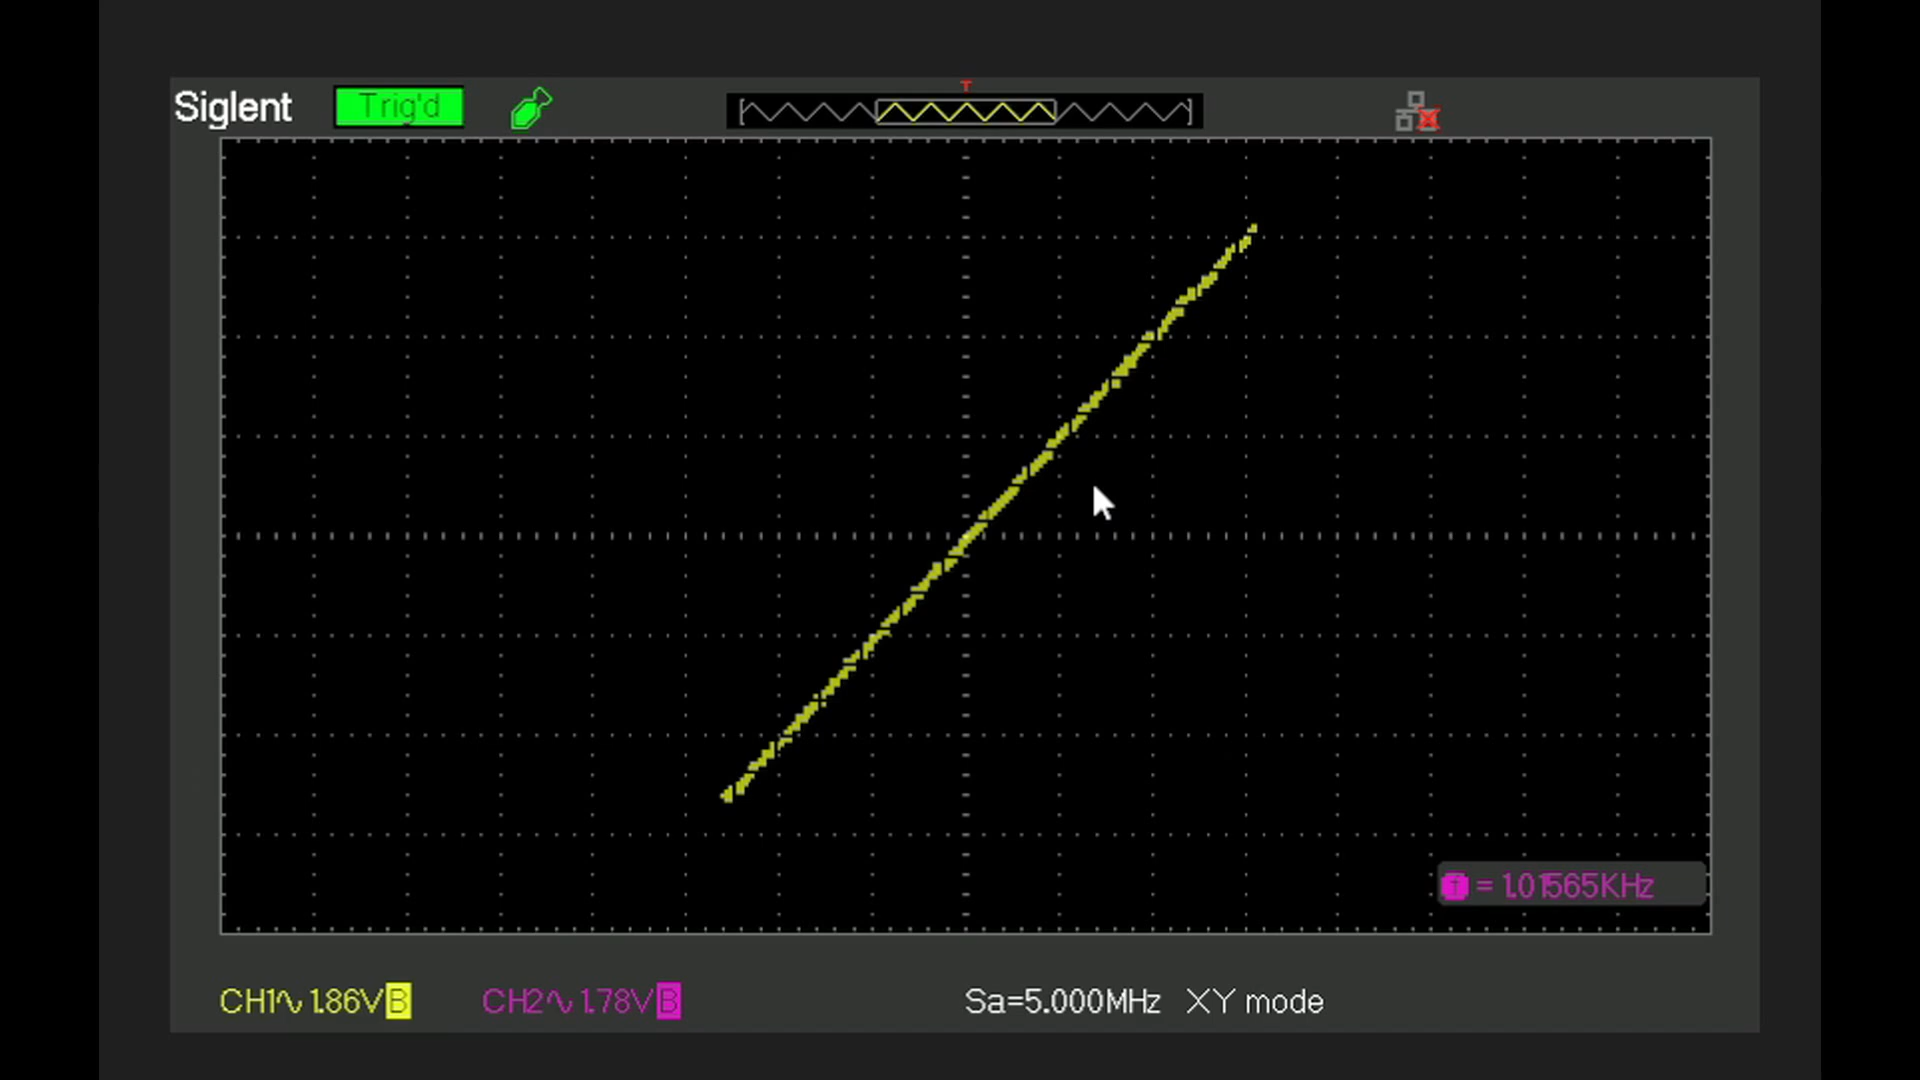 Siglent Trig'd
T
T = 1.01565KHz
CH1∿ 1.86V B CH2∿ 1.78V B Sa=5.000MHz XY mode